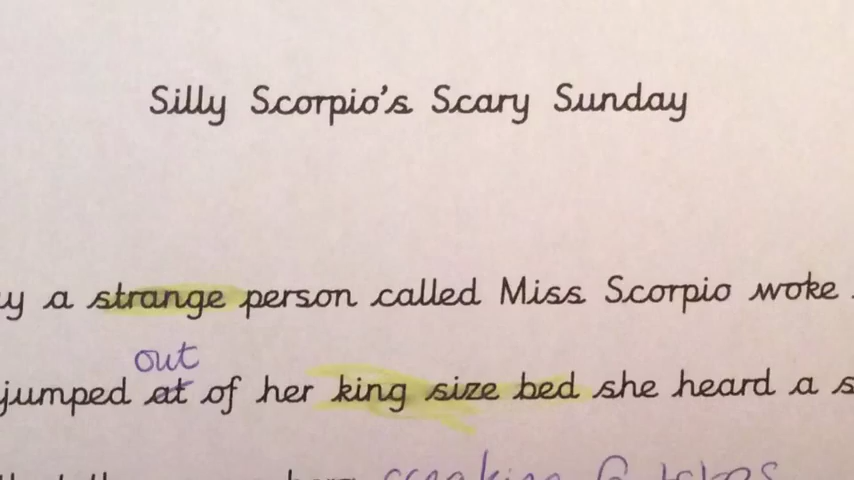 Silly Scorpio's Scary Sunday
a strange person called Miss Scorpio woke
out
jumped at of her king size bed she heard a